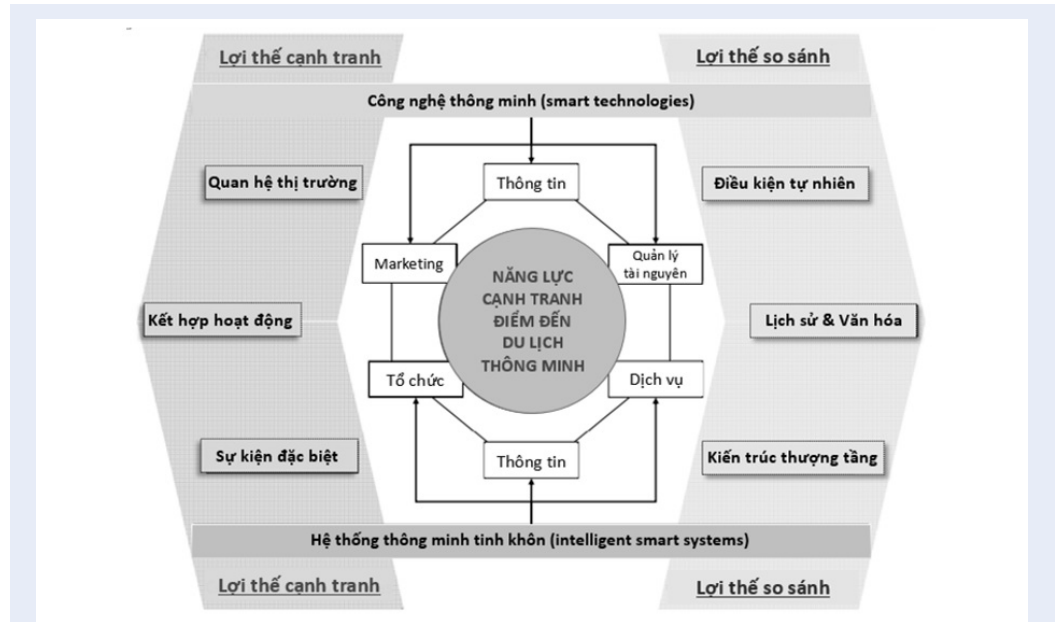 Lợi thế cạnh tranh
Lợi thế so sánh
Công nghệ thông minh (smart technologies)
Quan hệ thị trường
Thông tin
Điều kiện tự nhiên
Marketing
Quản lý
tài nguyên
NĂNG LỰC
CẠNH TRANH
ĐIỂM ĐẾN
DU LỊCH
THÔNG MINH
Kết hợp hoạt động
Lịch sử & Văn hóa
Tổ chức
Dịch vụ
Sự kiện đặc biệt
Thông tin
Kiến trúc thượng tầng
Hệ thống thông minh tinh khôn (intelligent smart systems)
Lợi thế cạnh tranh
Lợi thế so sánh